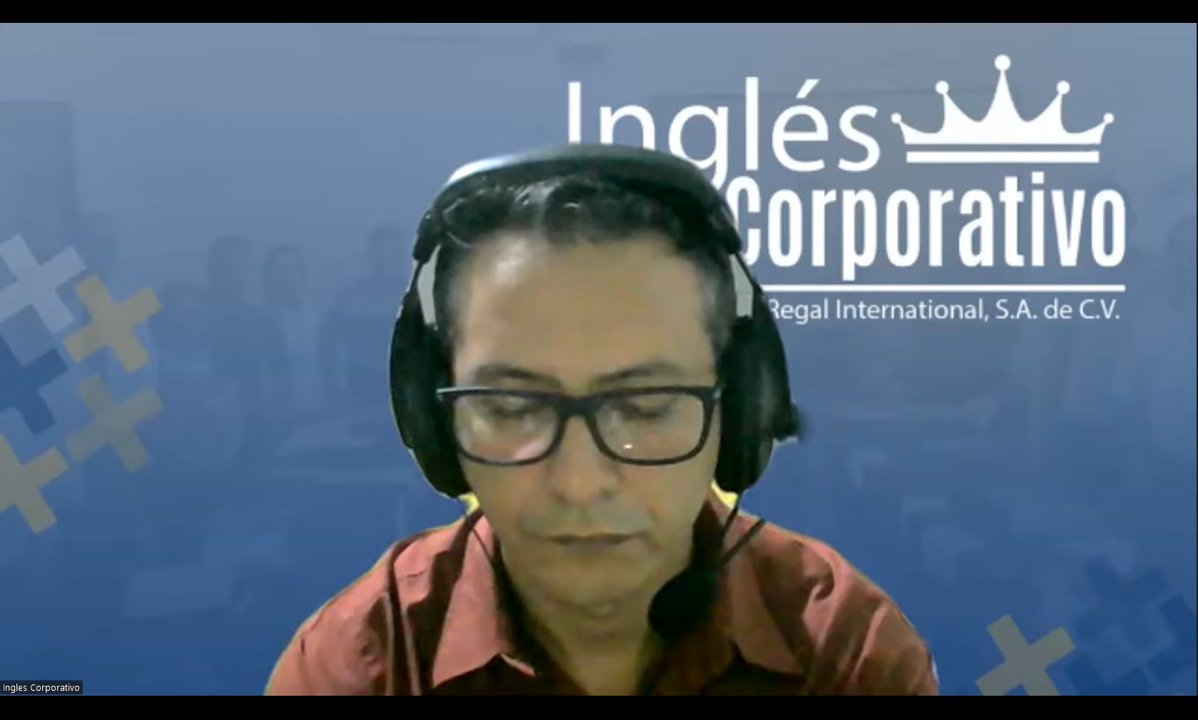 Inglés
Corporativo
Regal International, S.A. de C.V.
Ingles Corporativo